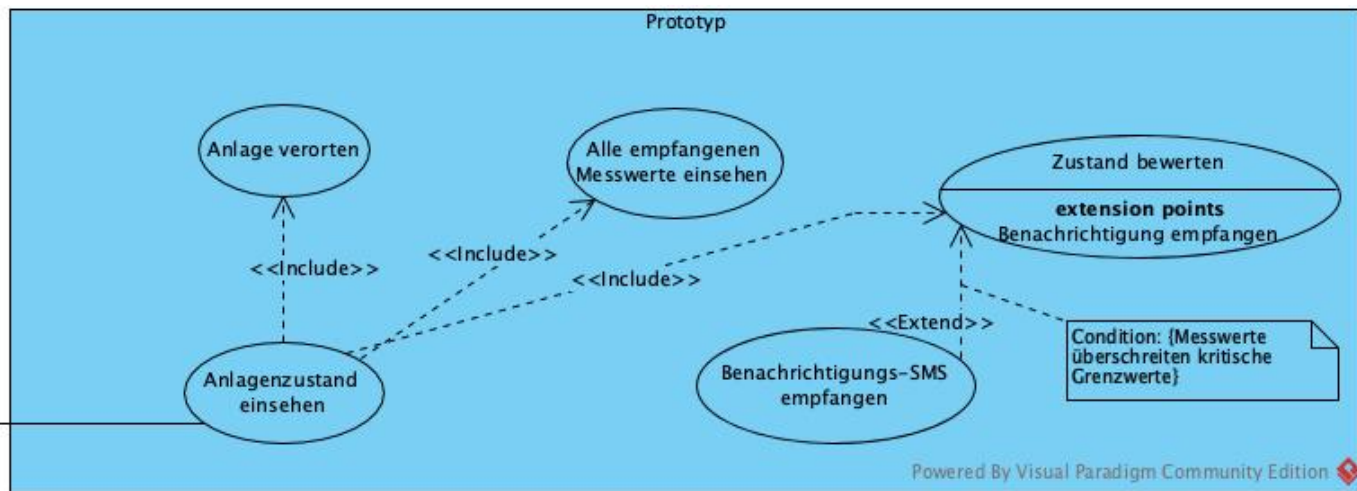 Prototyp
Anlage verorten
Alle empfangenen
Messwerte einsehen
Zustand bewerten
extension points
Benachrichtigung empfangen
<<Include>>
<<Include>>
<<Include>>
<<Extend>>
Condition: {Messwerte
überschreiten kritische
Grenzwerte}
Anlagenzustand
einsehen
Benachrichtigungs-SMS
empfangen
Powered By Visual Paradigm Community Edition